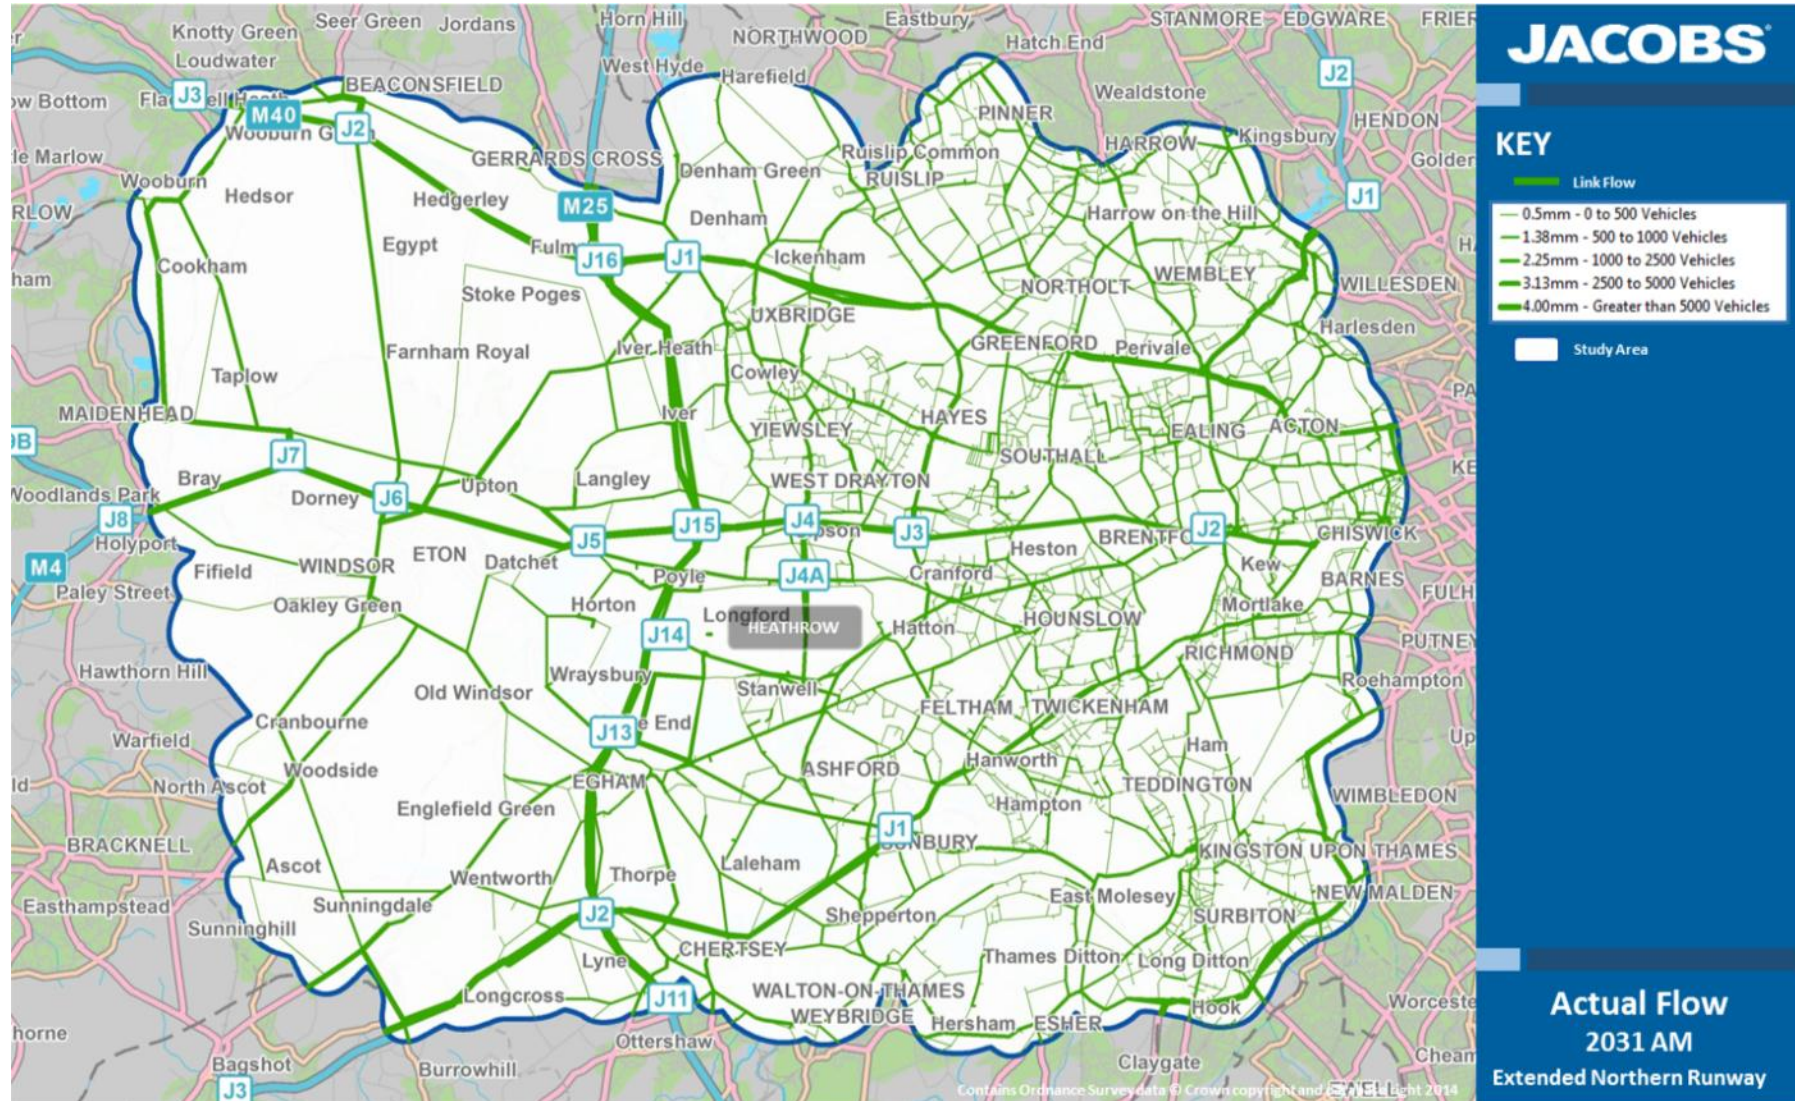 Knotty Green
Seer Green
Jordans
Horn Hill
Eastbury
STANMORE
EDGWARE
NORTHWOOD
Hatch End
Loudwater
West Hyde
Harefield
J2
J3
BEACONSFIELD
Wealdstone
M40
PINNER
HENDON
J2
HARROW
Kingsbury
GERRARDS CROSS
Ruislip Common
Wooburn
Denham Green
RUISLIP
Hedsor
Hedgerley
M25
Denham
Harrow on the Hill
J1
Egypt
J16
J1
Ickenham
Cookham
WEMBLEY
WILLESDEN
Stoke Poges
NORTHOLT
UXBRIDGE
Harlesden
Farnham Royal
Iver Heath
GREENFORD
Perivale
Taplow
Cowley
MAIDENHEAD
Iver
HAYES
YIEWSLEY
EALING
ACTON
J7
SOUTHALL
Bray
Dorney
J6
Upton
Langley
WEST DRAYTON
Woodlands Park
J8
J15
J4
J3
J2
CHISWICK
Holyport
J5
Heston
M4
Fifield
WINDSOR
ETON
Datchet
Poyle
J4A
Cranford
Kew
BARNES
Paley Street
Oakley Green
Horton
Longford
HEATHROW
Hatton
HOUNSLOW
Mortlake
J14
PUTNEY
RICHMOND
Hawthorn Hill
Wraysbury
Stanwell
Roehampton
Old Windsor
FELTHAM
TWICKENHAM
Cranbourne
J13
e End
Warfield
Ham
Woodside
Hanworth
North Ascot
EGHAM
ASHFORD
TEDDINGTON
Englefield Green
Hampton
WIMBLEDON
BRACKNELL
J1
Ascot
Laleham
KINGSTON UPON THAMES
Wentworth
Thorpe
East Molesey
NEW MALDEN
Easthampstead
Sunningdale
J2
Shepperton
SURBITON
Sunninghill
CHERTSEY
Lyne
Thames Ditton
Long Ditton
Longcross
J11
WALTON-ON-THAMES
WEYBRIDGE
Hersham
ESHER
Hook
Ottershaw
Bagshot
Burrowhill
Claygate
J3
JACOBS
KEY
Link Flow
0.5mm - 0 to 500 Vehicles
1.38mm - 500 to 1000 Vehicles
2.25mm - 1000 to 2500 Vehicles
3.13mm - 2500 to 5000 Vehicles
4.00mm - Greater than 5000 Vehicles
Study Area
Actual Flow
2031 AM
Extended Northern Runway